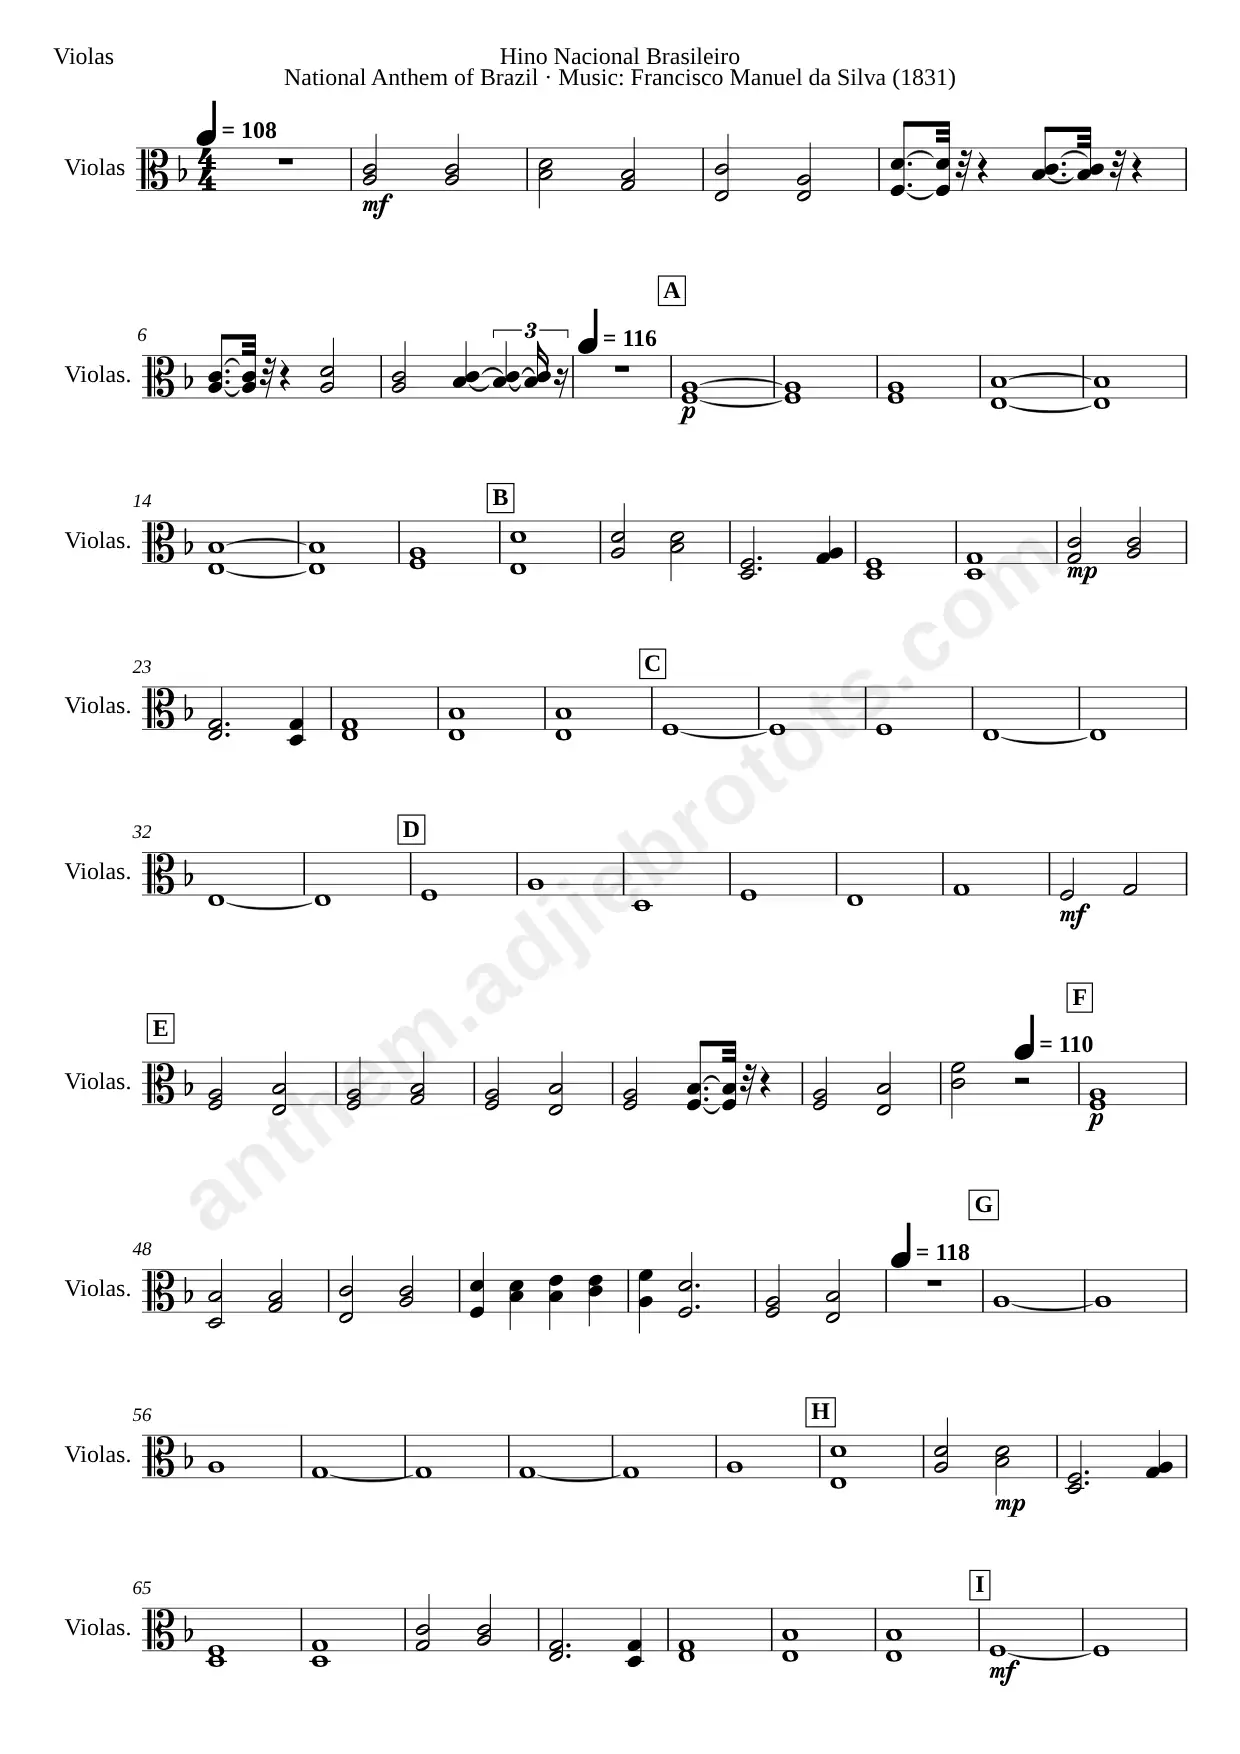 Violas
Hino Nacional Brasileiro
National Anthem of Brazil · Music: Francisco Manuel da Silva (1831)
= 108
Violas
4
4
mf
A
6
3
= 116
Violas.
p
B
14
Violas.
mp
C
23
Violas.
D
32
Violas.
mf
E
F
= 110
Violas.
p
G
48
= 118
Violas.
H
56
Violas.
mp
I
65
Violas.
mf
anthem.adjiebrotots.com